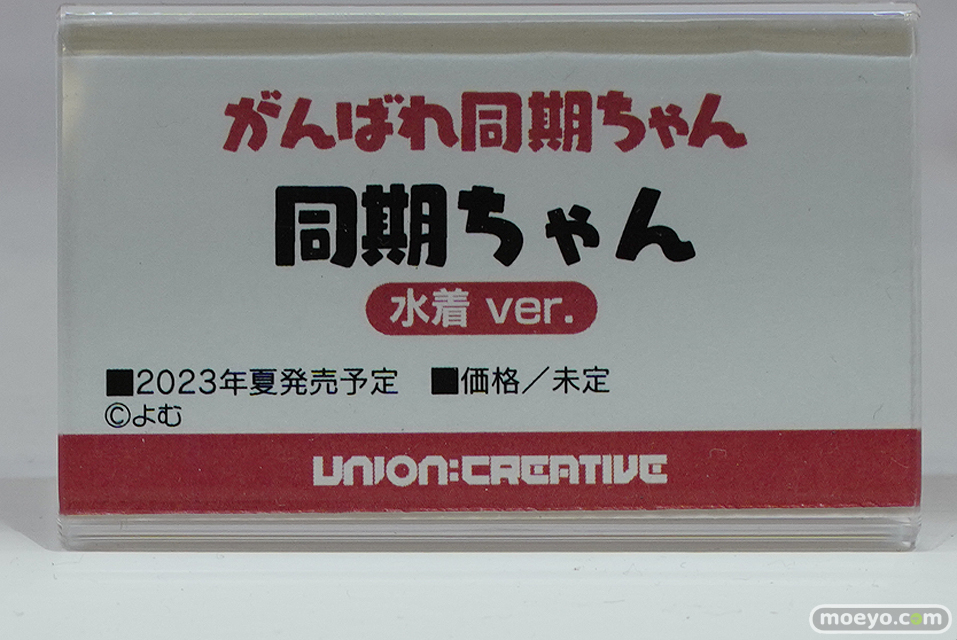 がんばれ同期ちゃん
同期ちゃん
水着 ver.
■2023年夏発売予定 ■価格／未定
©よむ
UNION:CREATIVE
moeyo.com